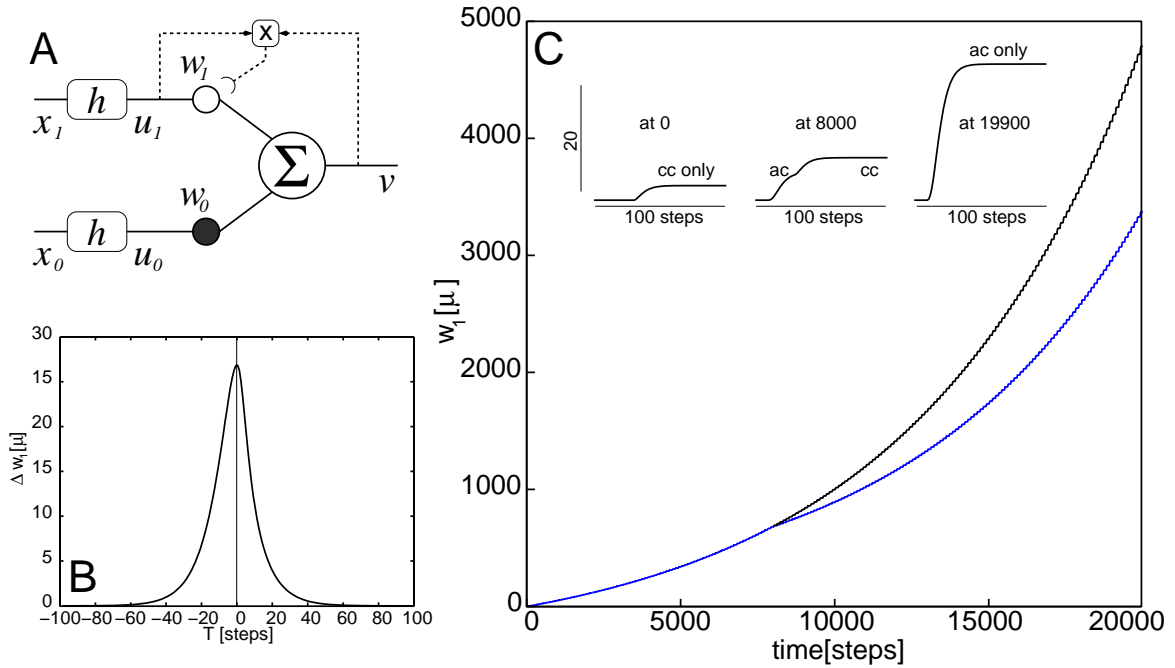 A
X
w1
h
x1
u1
Σ
v
w0
h
x0
u0
30
25
20
15
10
5
0
Δ w1[μ]
B
−100
−80
−60
−40
−20
0
20
40
60
80
100
T [steps]
C
5000
4000
3000
2000
1000
0
w1[μ]
20
at 0
cc only
100 steps
at 8000
ac
cc
100 steps
ac only
at 19900
100 steps
0
5000
10000
15000
20000
time[steps]